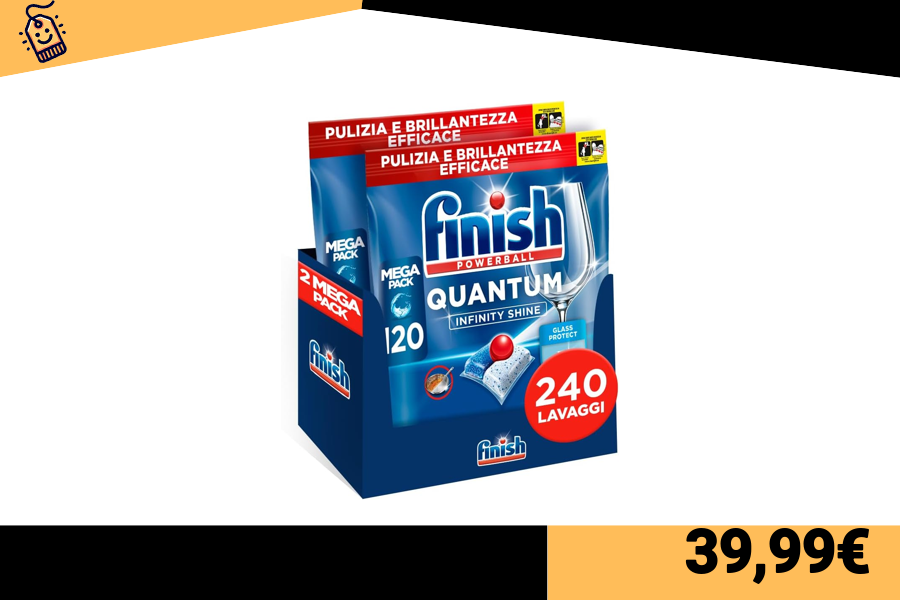 PULIZIA E BRILLANTEZZA
EFFICACE
PULIZIA E BRILLANTEZZA
EFFICACE
MEGA
PACK
finish
POWERBALL
MEGA
PACK
QUANTUM
INFINITY SHINE
120
GLASS
PROTECT
2 MEGA
PACK
finish
240
LAVAGGI
finish
39,99€